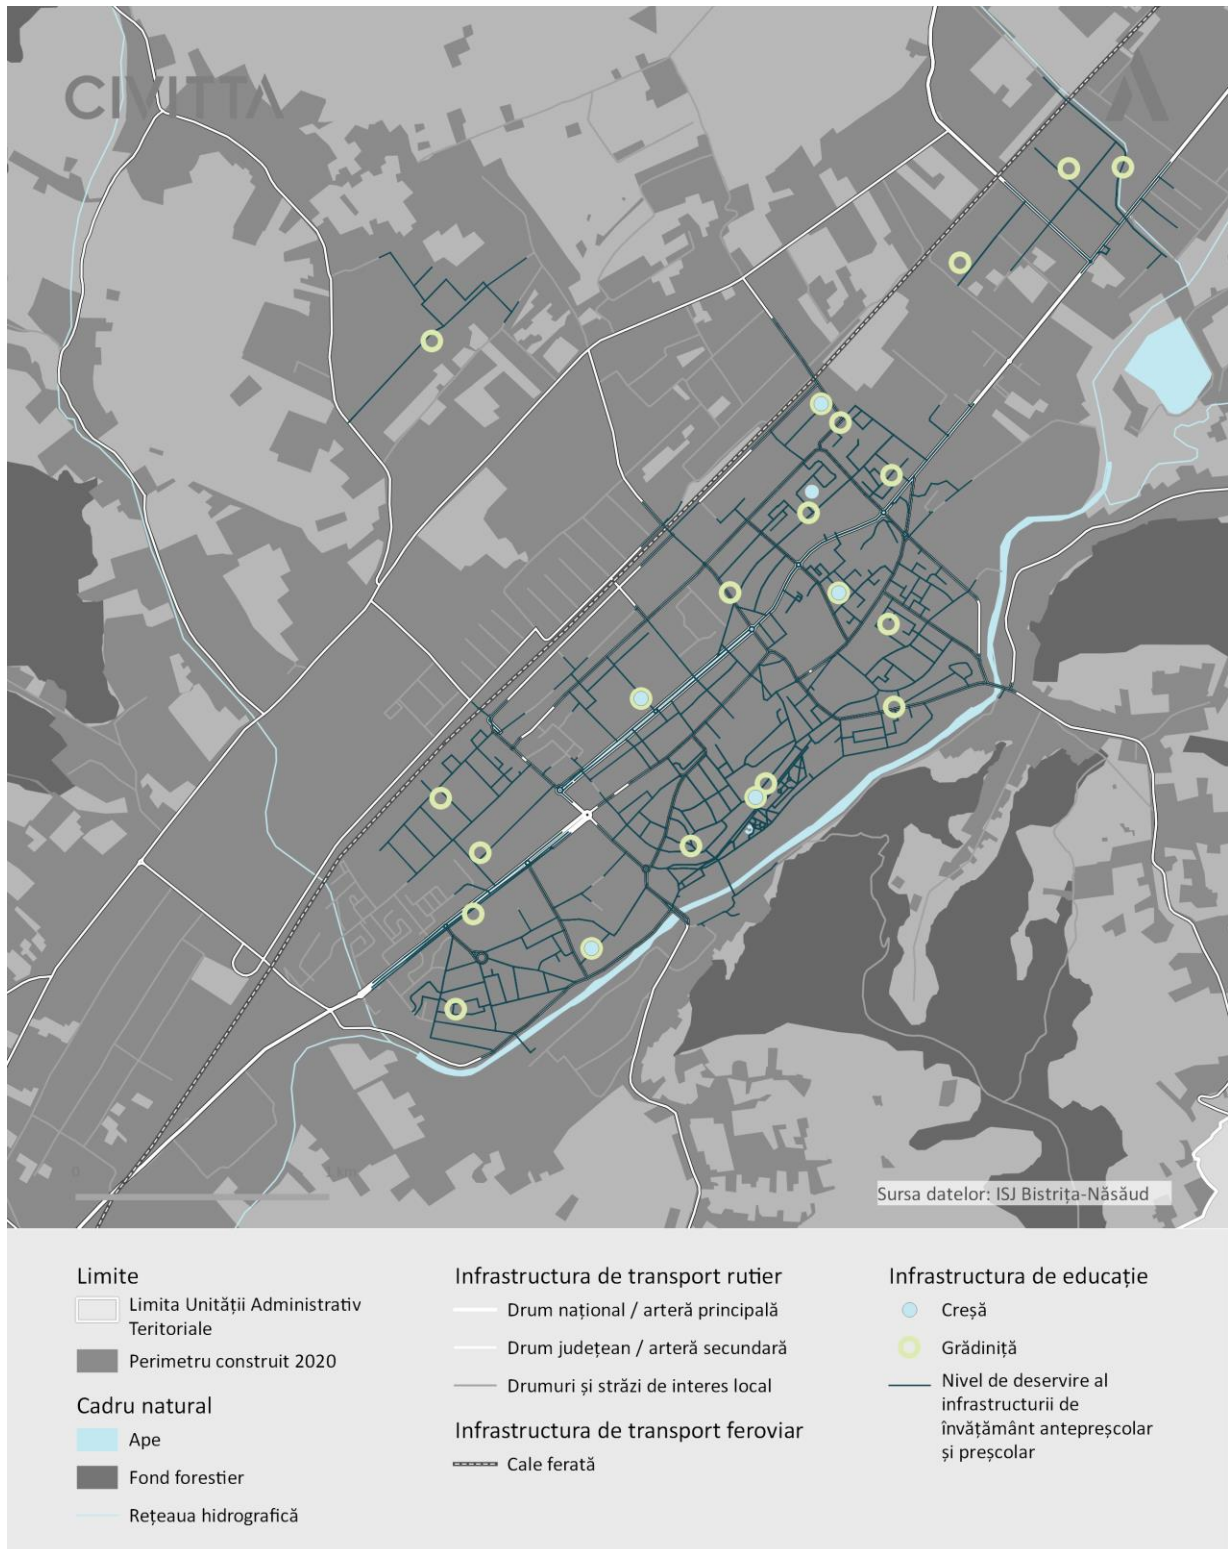 CIVITTA
0
1 km
Sursa datelor: ISJ Bistrița-Năsăud
Limite
Limita Unității Administrativ
Teritoriale
Perimetru construit 2020
Cadru natural
Ape
Fond forestier
Rețeaua hidrografică
Infrastructura de transport rutier
Drum național / arteră principală
Drum județean / arteră secundară
Drumuri și străzi de interes local
Infrastructura de transport feroviar
Cale ferată
Infrastructura de educație
Creșă
Grădiniță
Nivel de deservire al
infrastructurii de
învățământ antepreșcolar
și preșcolar